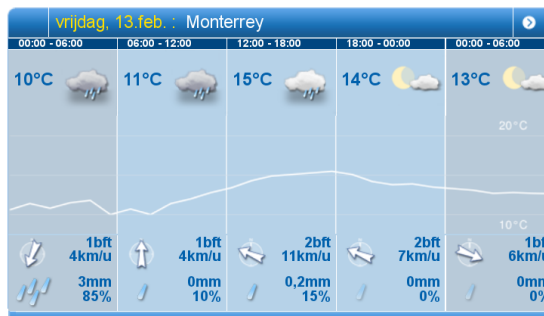 vrijdag, 13.feb. : Monterrey
00:00 - 06:00 06:00 - 12:00 12:00 - 18:00 18:00 - 00:00 00:00 - 06:00
10°C 11°C 15°C 14°C 13°C
20°C
10°C
1bft 1bft 2bft 2bft 1bf
4km/u 4km/u 11km/u 7km/u 6km/
3mm 0mm 0,2mm 0mm 0mm
85% 10% 15% 0% 0%